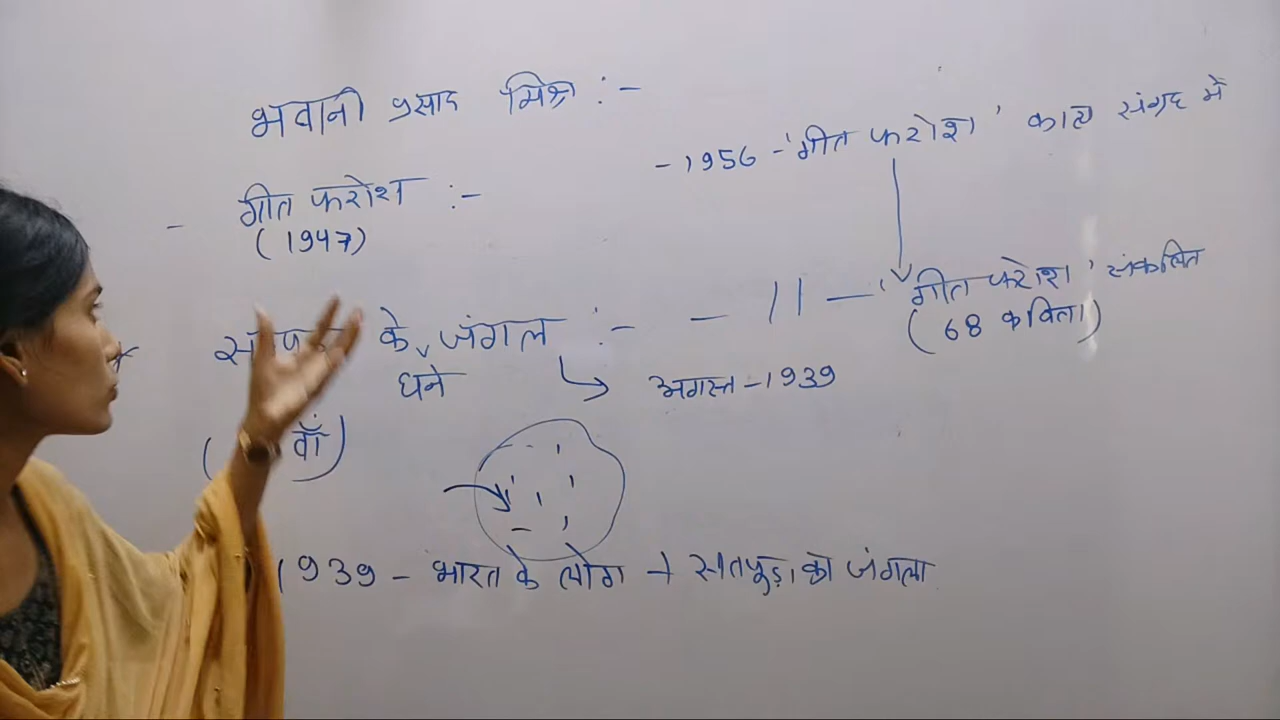 भवानी प्रसाद मिश्र :-
- 1956 - 'गीत फरोश' काव्य संग्रह में
- गीत फरोश :-
(1947)
के जंगल :- - 11 - 'गीत फरोश' संकलित
(68 कविता)
घने
अगस्त - 1939
वाँ)
1939 - भारत के लोग + सतपुड़ा का जंगल